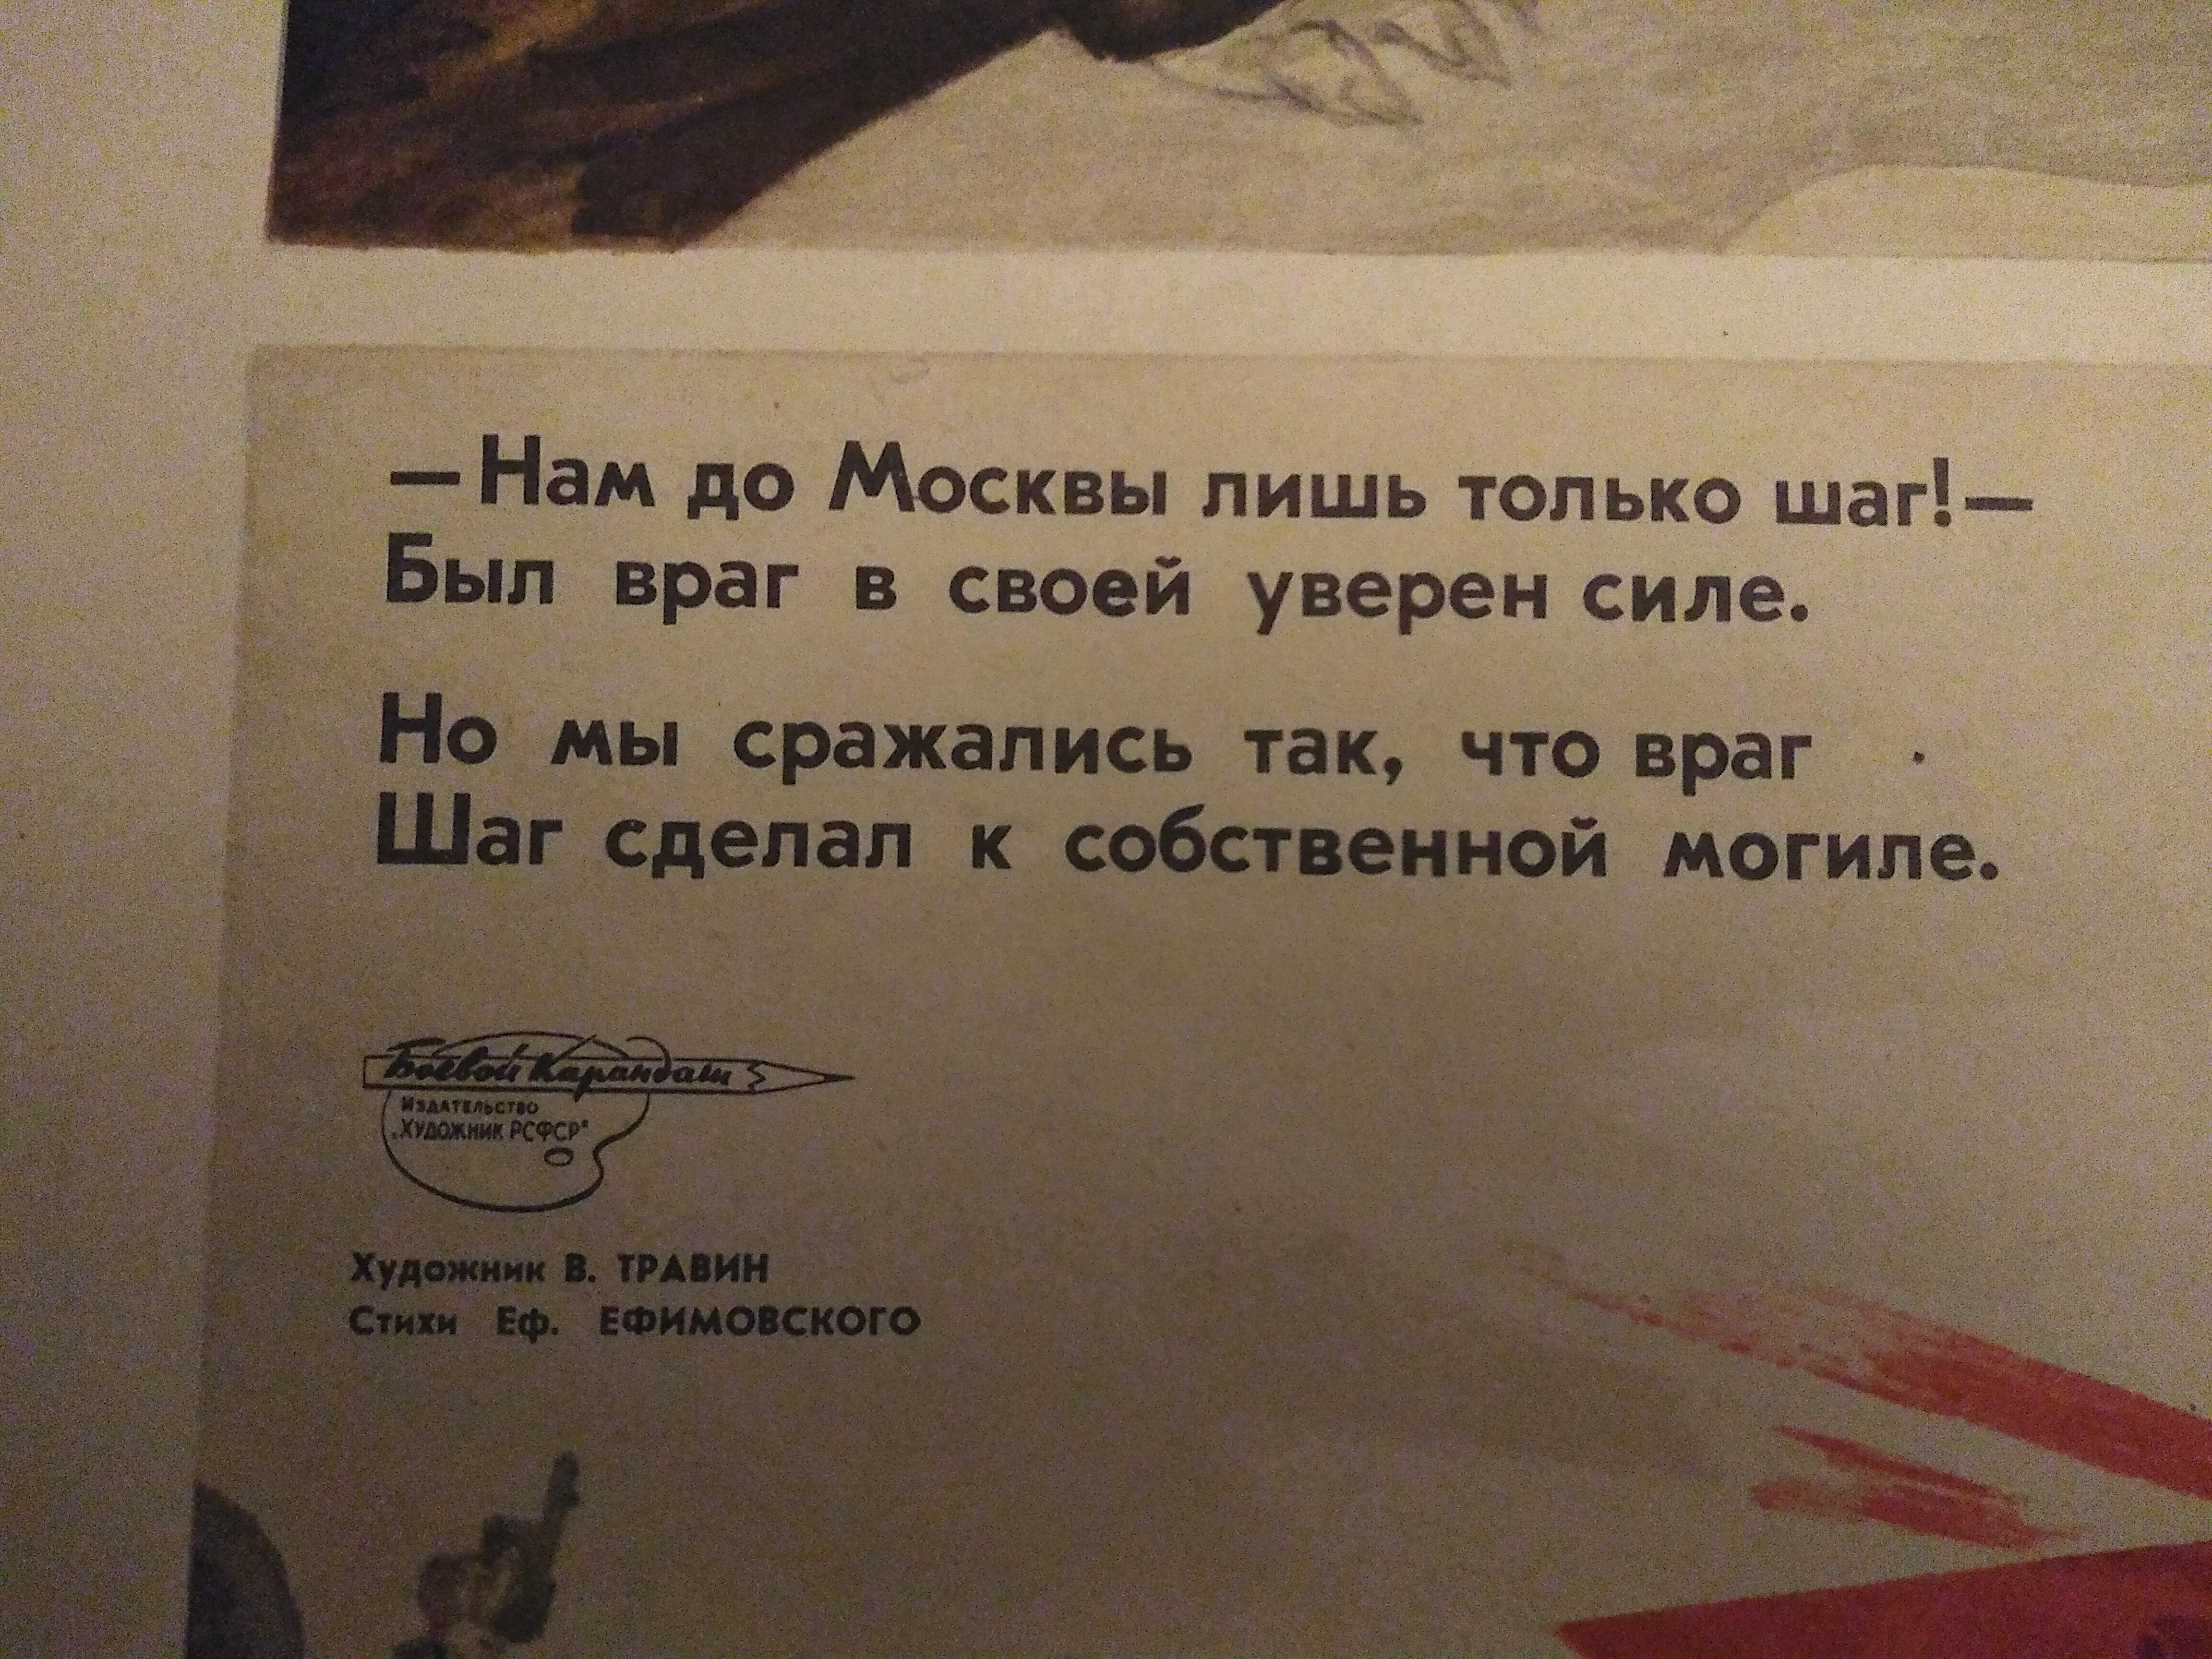 —Нам до Москвы лишь только шаг!—
Был враг в своей уверен силе.
Но мы сражались так, что враг
Шаг сделал к собственной могиле.
Боевой Карандаш
ИЗДАТЕЛЬСТВО
„ХУДОЖНИК РСФСР"
Художник В. ТРАВИН
Стихи Еф. ЕФИМОВСКОГО